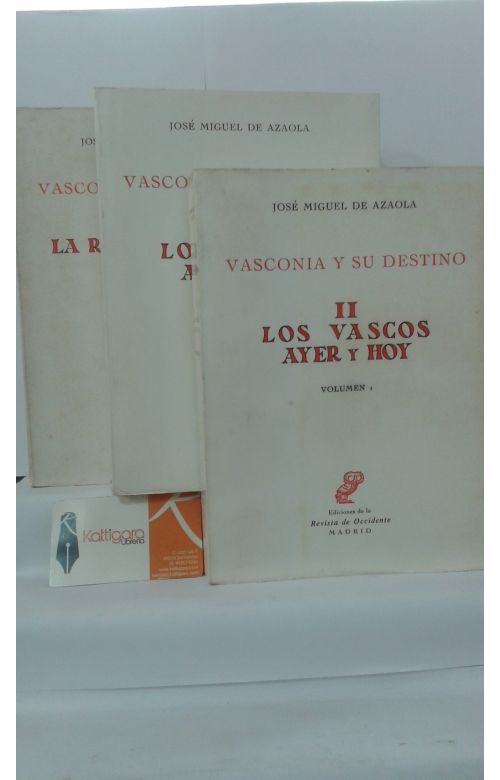 JOSÉ MIGUEL DE AZAOLA
VASCONIA Y SU DESTINO
II
LOS VASCOS
AYER Y HOY
VOLUMEN 1
Ediciones de la
Revista de Occidente
MADRID
JOSÉ MIGUEL DE AZAOLA
VASCO
LO
A
JOS
VASCO
LA R
Kattigara
Librería